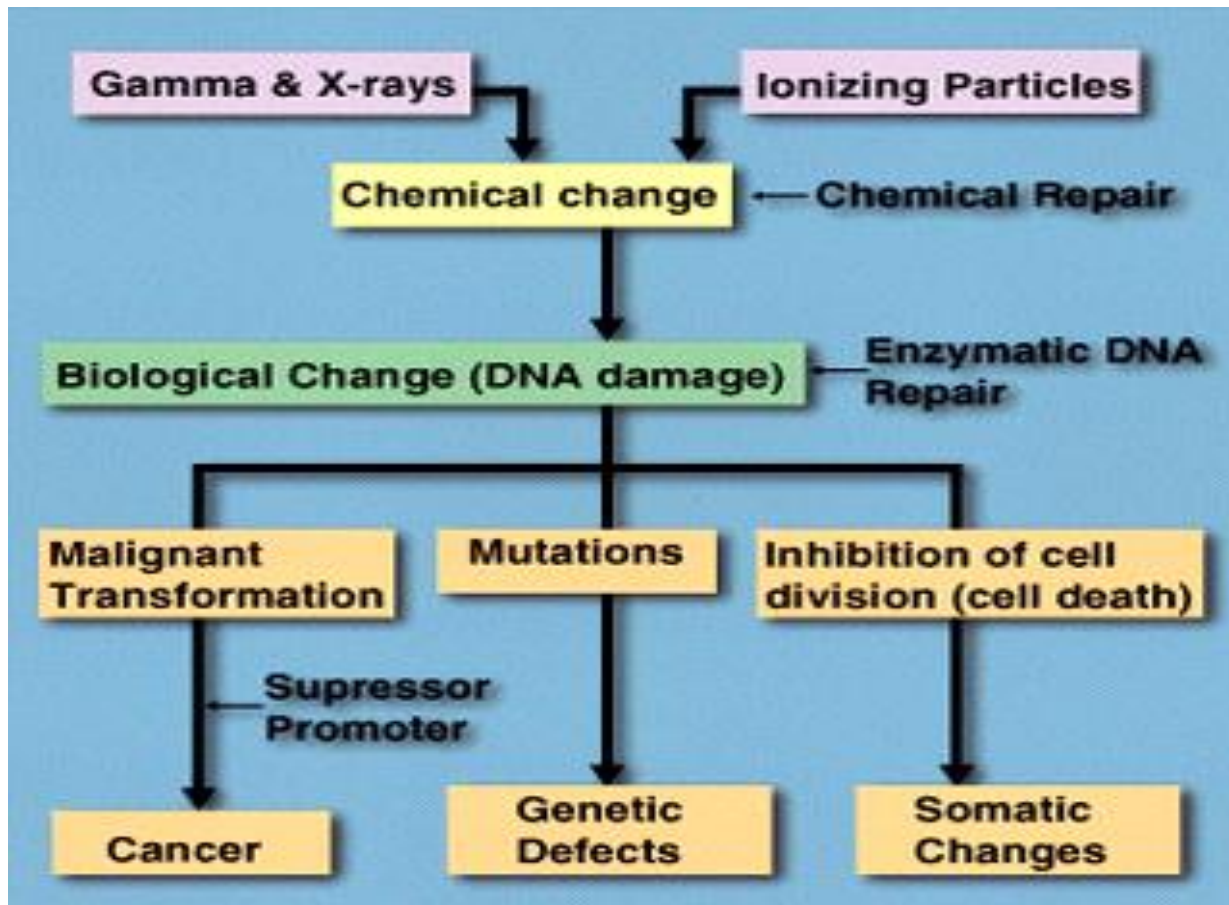 Gamma & X-rays
Ionizing Particles
Chemical change
Chemical Repair
Biological Change (DNA damage)
Enzymatic DNA
Repair
Malignant
Transformation
Mutations
Inhibition of cell
division (cell death)
Supressor
Promoter
Cancer
Genetic
Defects
Somatic
Changes